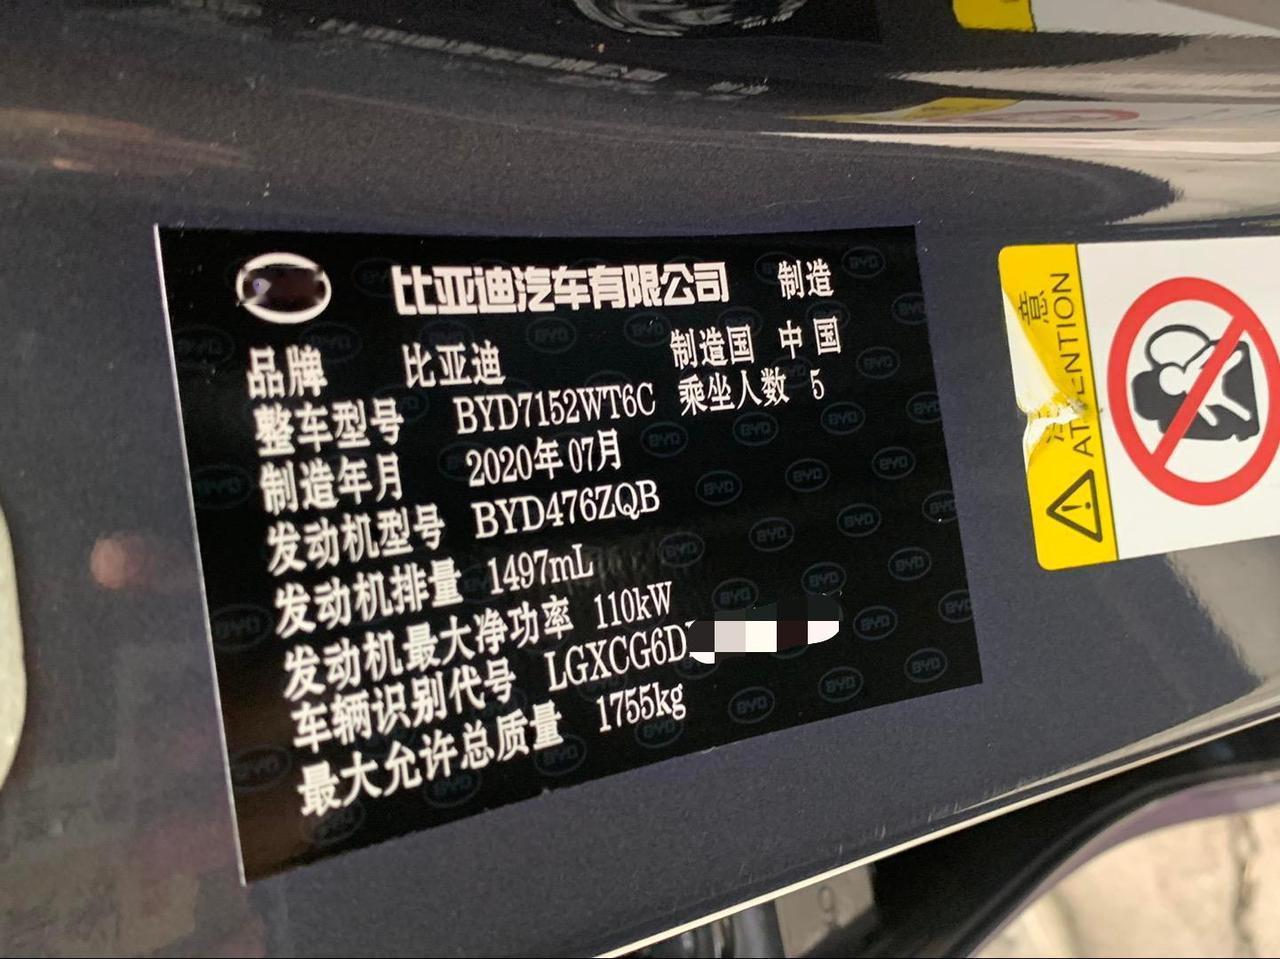 比亚迪汽车有限公司 制造
品牌 比亚迪 制造国 中国
整车型号 BYD7152WT6C 乘坐人数 5
制造年月 2020年07月
发动机型号 BYD476ZQB
发动机排量 1497mL
发动机最大净功率 110kW
车辆识别代号 LGXCG6D
最大允许总质量 1755kg
注意
ATTENTION